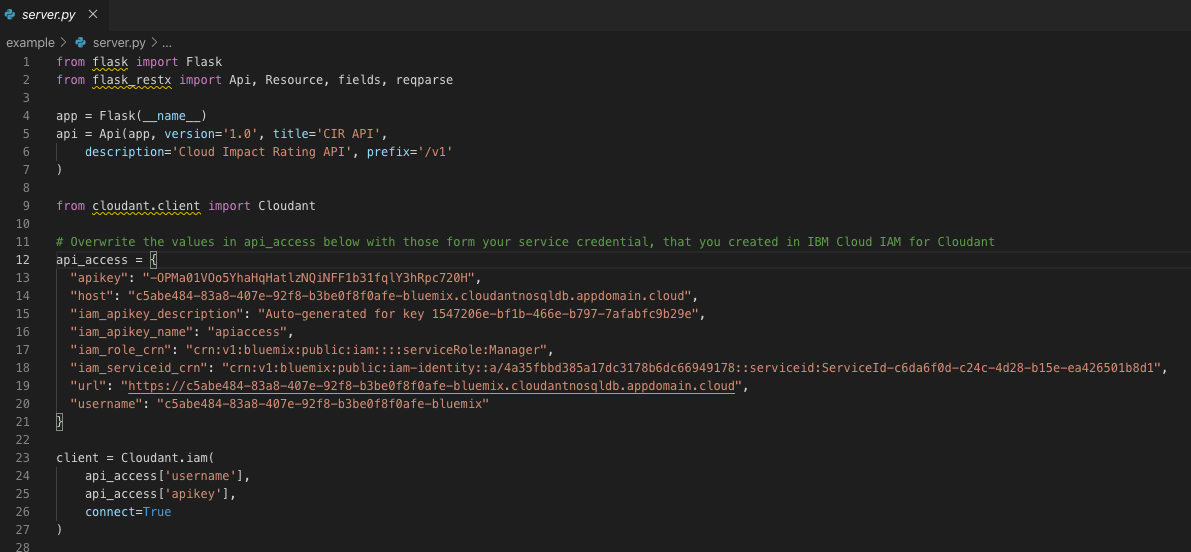 server.py ×
example > server.py > ...
1 from flask import Flask
2 from flask_restx import Api, Resource, fields, reqparse
3
4 app = Flask(__name__)
5 api = Api(app, version='1.0', title='CIR API',
6     description='Cloud Impact Rating API', prefix='/v1'
7 )
8
9 from cloudant.client import Cloudant
10
11 # Overwrite the values in api_access below with those form your service credential, that you created in IBM Cloud IAM for Cloudant
12 api_access = {
13   "apikey": "-OPMa01VOo5YhaHqHatlzNQiNFF1b31fqlY3hRpc720H",
14   "host": "c5abe484-83a8-407e-92f8-b3be0f8f0afe-bluemix.cloudantnosqldb.appdomain.cloud",
15   "iam_apikey_description": "Auto-generated for key 1547206e-bf1b-466e-b797-7afabfc9b29e",
16   "iam_apikey_name": "apiaccess",
17   "iam_role_crn": "crn:v1:bluemix:public:iam::::serviceRole:Manager",
18   "iam_serviceid_crn": "crn:v1:bluemix:public:iam-identity::a/4a35fbbd385a17dc3178b6dc66949178::serviceid:ServiceId-c6da6f0d-c24c-4d28-b15e-ea426501b8d1",
19   "url": "https://c5abe484-83a8-407e-92f8-b3be0f8f0afe-bluemix.cloudantnosqldb.appdomain.cloud",
20   "username": "c5abe484-83a8-407e-92f8-b3be0f8f0afe-bluemix"
21 }
22
23 client = Cloudant.iam(
24     api_access['username'],
25     api_access['apikey'],
26     connect=True
27 )
28